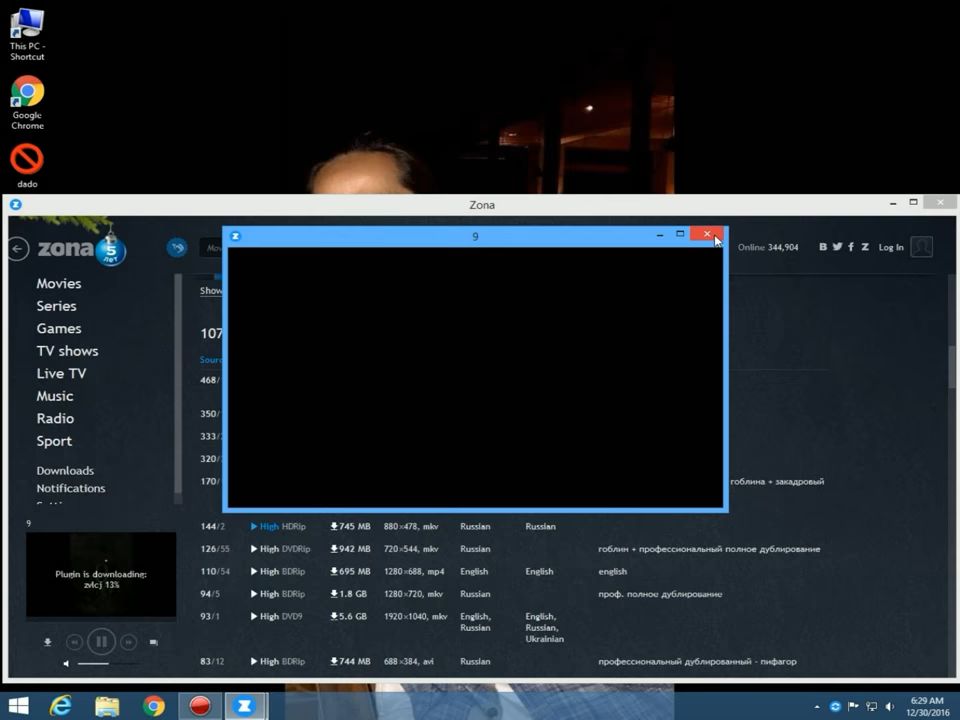 This PC -
Shortcut
Google
Chrome
dado
Zona
zona
5
лет
9
Online 344,904
B
f
Z
Log In
Movies
Series
Games
TV shows
Live TV
Music
Radio
Sport
Downloads
Notifications
Show
107
Sourc
468/
350/
333/
320/
170/
гоблина + закадровый
144/2 High HDRip 745 MB 880×478, mkv Russian Russian
126/55 High DVDRip 942 MB 720×544, mkv Russian гоблин + профессиональный полное дублирование
110/54 High BDRip 695 MB 1280×688, mp4 English English english
94/5 High BDRip 1.8 GB 1280×720, mkv Russian проф. полное дублирование
93/1 High DVD9 5.6 GB 1920×1040, mkv English, English,
Russian Russian,
Ukrainian
83/12 High BDRip 744 MB 688×384, avi Russian профессиональный дублированный - пифагор
9
Plugin is downloading:
zvlcj 13%
6:29 AM
12/30/2016